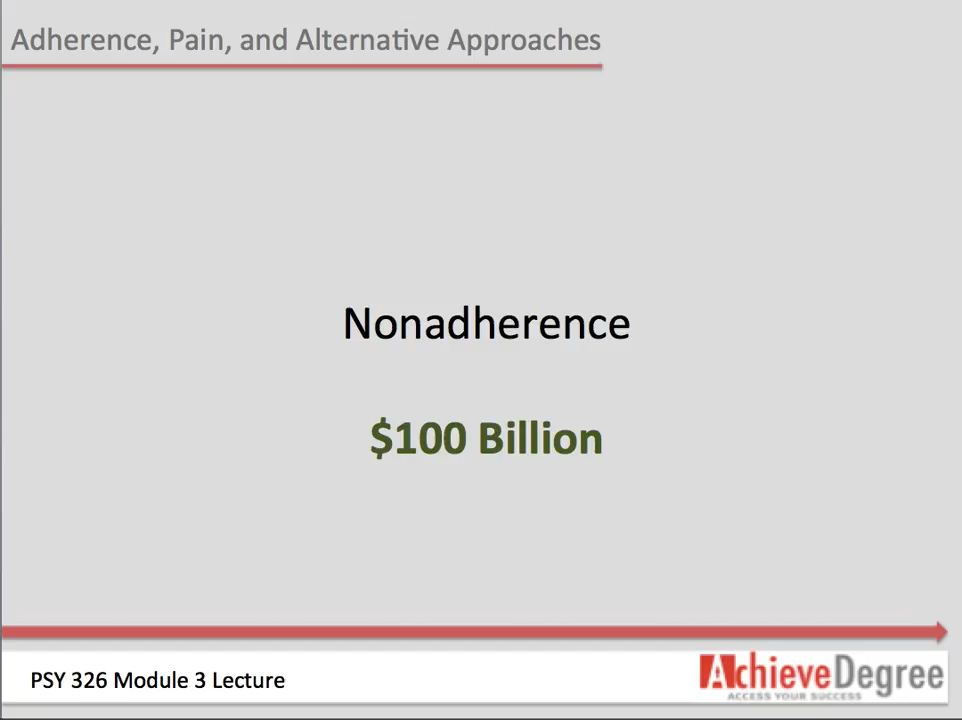 Adherence, Pain, and Alternative Approaches
Nonadherence
$100 Billion
PSY 326 Module 3 Lecture
AchieveDegree
ACCESS YOUR SUCCESS